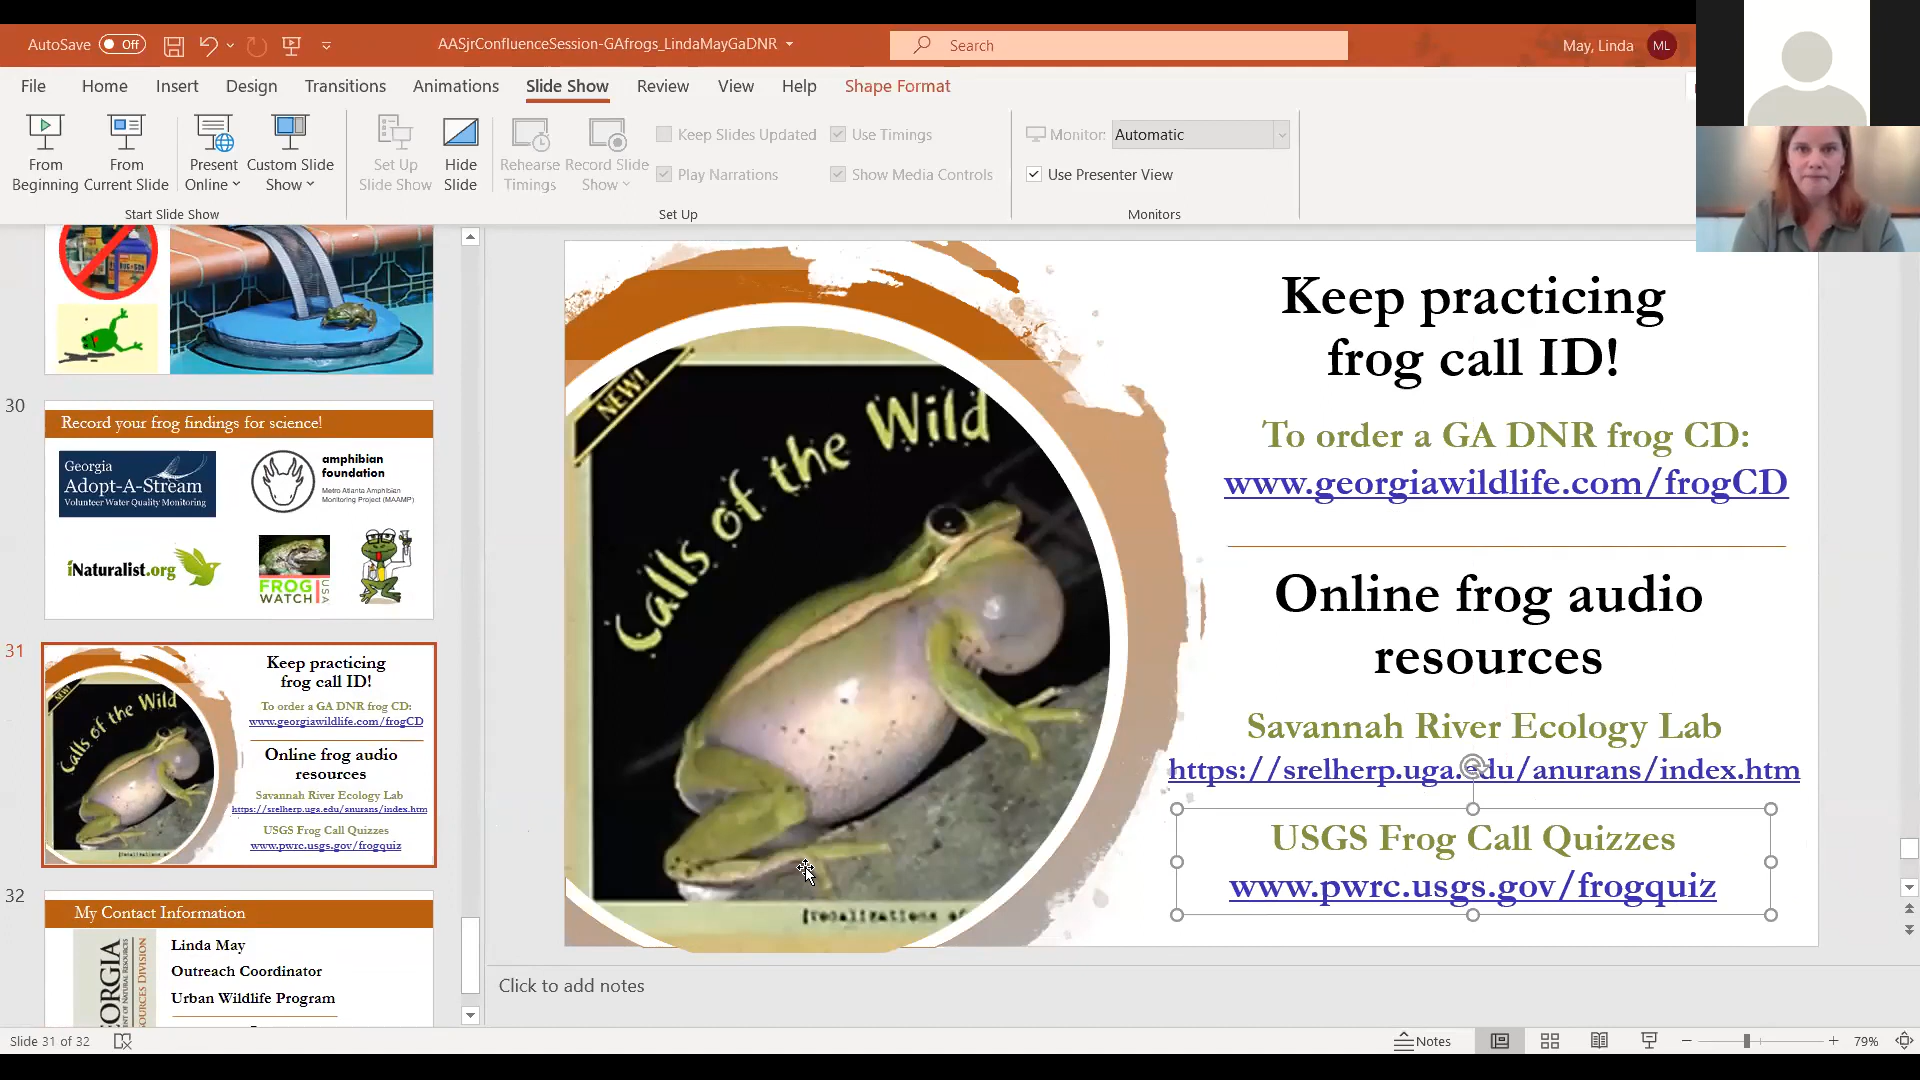 AutoSave Off
AASjrConfluenceSession-GAfrogs_LindaMayGaDNR
Search
May, Linda ML
File Home Insert Design Transitions Animations Slide Show Review View Help Shape Format
From Beginning
From Current Slide
Present Online
Custom Slide Show
Set Up Slide Show
Hide Slide
Rehearse Timings
Record Slide Show
Keep Slides Updated
Play Narrations
Use Timings
Show Media Controls
Monitor: Automatic
Use Presenter View
Start Slide Show
Set Up
Monitors
30
Record your frog findings for science!
Georgia
Adopt-A-Stream
Volunteer Water Quality Monitoring
amphibian
foundation
Metro Atlanta Amphibian
Monitoring Project (MAAMP)
iNaturalist.org
FROG
WATCH
USA
31
NEW!
Calls of the Wild
Keep practicing
frog call ID!
To order a GA DNR frog CD:
www.georgiawildlife.com/frogCD
Online frog audio
resources
Savannah River Ecology Lab
https://srelherp.uga.edu/anurans/index.htm
USGS Frog Call Quizzes
www.pwrc.usgs.gov/frogquiz
32
My Contact Information
Linda May
Outreach Coordinator
Urban Wildlife Program
NEW!
Calls of the Wild
Keep practicing
frog call ID!
To order a GA DNR frog CD:
www.georgiawildlife.com/frogCD
Online frog audio
resources
Savannah River Ecology Lab
https://srelherp.uga.edu/anurans/index.htm
USGS Frog Call Quizzes
www.pwrc.usgs.gov/frogquiz
Click to add notes
Slide 31 of 32
Notes
79%